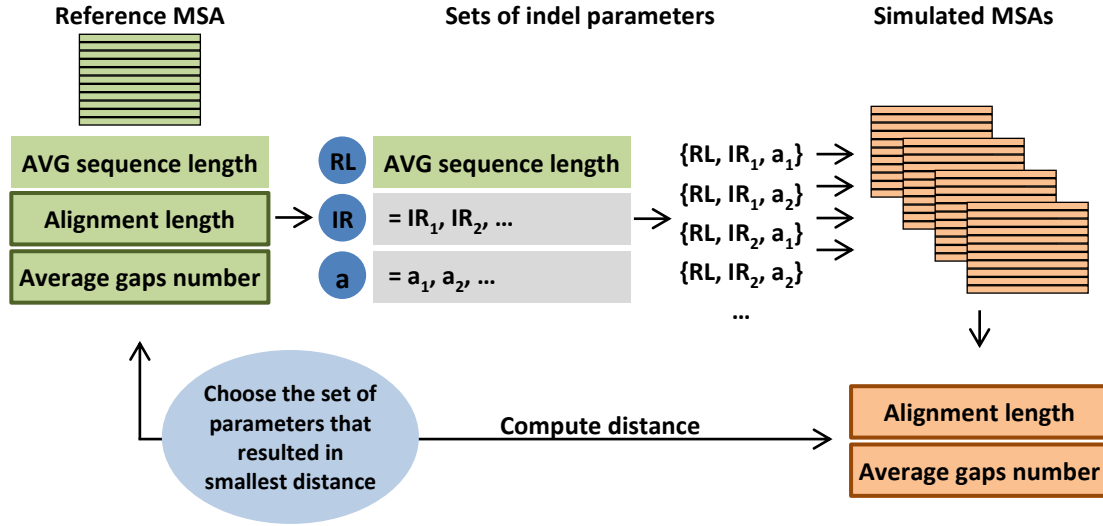 Reference MSA
Sets of indel parameters
Simulated MSAs
AVG sequence length
Alignment length
Average gaps number
RL
AVG sequence length
IR
= IR₁, IR₂, ...
a
= a₁, a₂, ...
{RL, IR₁, a₁}
{RL, IR₁, a₂}
{RL, IR₂, a₁}
{RL, IR₂, a₂}
...
Choose the set of
parameters that
resulted in
smallest distance
Compute distance
Alignment length
Average gaps number